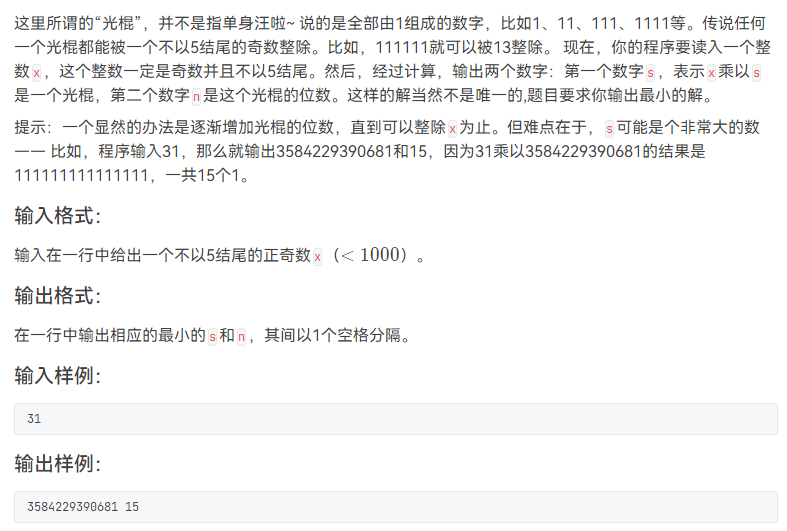 这里所谓的“光棍”，并不是指单身汪啦~ 说的是全部由1组成的数字，比如1、11、111、1111等。传说任何
一个光棍都能被一个不以5结尾的奇数整除。比如，111111就可以被13整除。 现在，你的程序要读入一个整
数x，这个整数一定是奇数并且不以5结尾。然后，经过计算，输出两个数字：第一个数字s，表示x乘以s
是一个光棍，第二个数字n是这个光棍的位数。这样的解当然不是唯一的,题目要求你输出最小的解。
提示：一个显然的办法是逐渐增加光棍的位数，直到可以整除x为止。但难点在于，s可能是个非常大的数
—— 比如，程序输入31，那么就输出3584229390681和15，因为31乘以3584229390681的结果是
111111111111111，一共15个1。
输入格式：
输入在一行中给出一个不以5结尾的正奇数x（< 1000）。
输出格式：
在一行中输出相应的最小的s和n，其间以1个空格分隔。
输入样例：
31
输出样例：
3584229390681 15